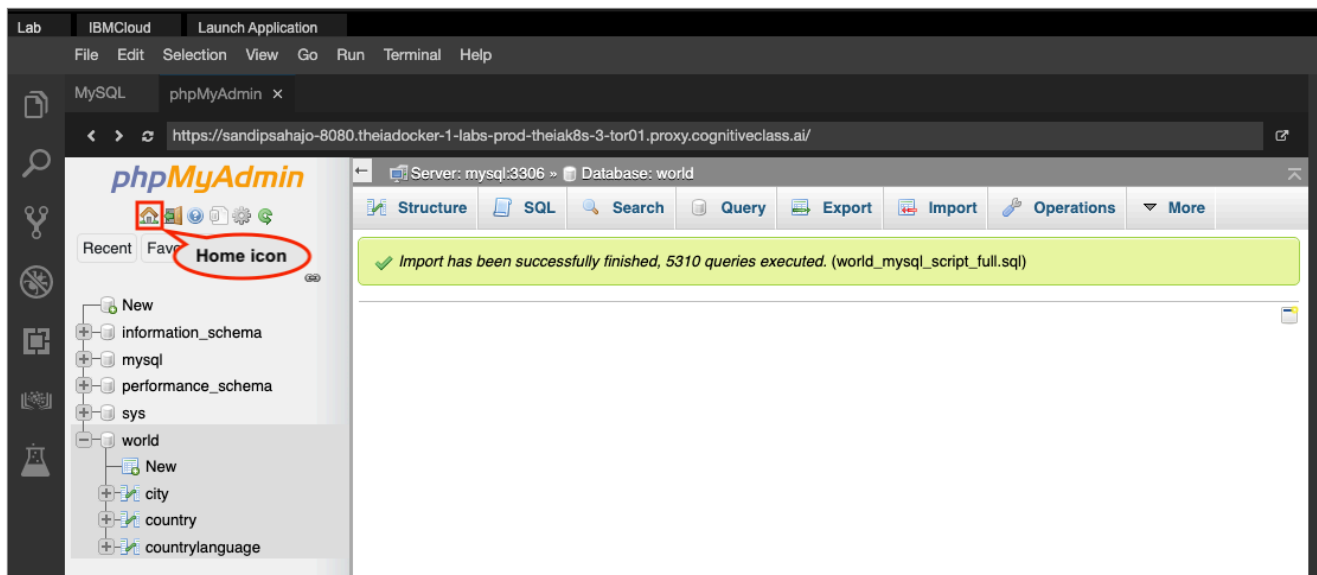 Lab IBMCloud Launch Application
File Edit Selection View Go Run Terminal Help
MySQL phpMyAdmin ×
https://sandipsahajo-8080.theiadocker-1-labs-prod-theiak8s-3-tor01.proxy.cognitiveclass.ai/
phpMyAdmin
Recent
Home icon
New
information_schema
mysql
performance_schema
sys
world
New
city
country
countrylanguage
Server: mysql:3306 » Database: world
Structure SQL Search Query Export Import Operations More
Import has been successfully finished, 5310 queries executed. (world_mysql_script_full.sql)